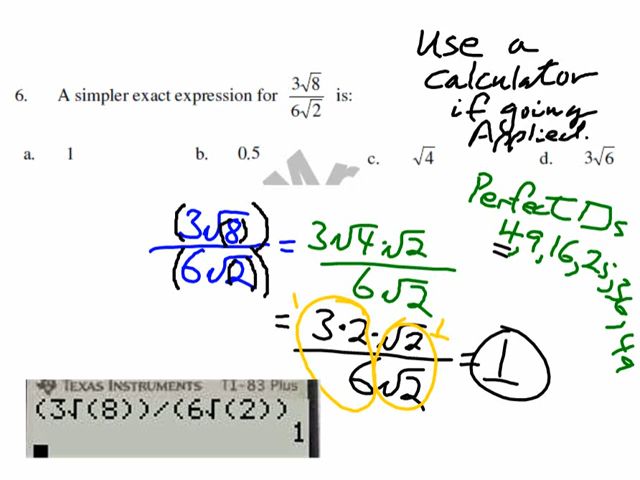 Use a
calculator
if going
Applied.
6. A simpler exact expression for 3√8/6√2 is:
a. 1 b. 0.5 c. √4 d. 3√6
Perfect □s
4, 9, 16, 25, 36, 49
(3√(8))/(6√(2)) = 3√4·√2/6√2
= 1 3·2·√2 1/6√2 = 1
TEXAS INSTRUMENTS TI-83 Plus
(3√(8))/(6√(2))
1